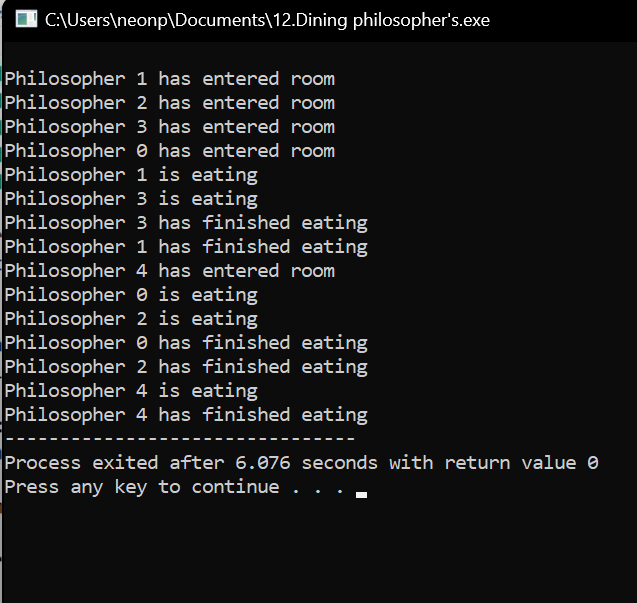 C:\Users\neonp\Documents\12.Dining philosopher's.exe
Philosopher 1 has entered room
Philosopher 2 has entered room
Philosopher 3 has entered room
Philosopher 0 has entered room
Philosopher 1 is eating
Philosopher 3 is eating
Philosopher 3 has finished eating
Philosopher 1 has finished eating
Philosopher 4 has entered room
Philosopher 0 is eating
Philosopher 2 is eating
Philosopher 0 has finished eating
Philosopher 2 has finished eating
Philosopher 4 is eating
Philosopher 4 has finished eating
--------------------------------
Process exited after 6.076 seconds with return value 0
Press any key to continue . . .